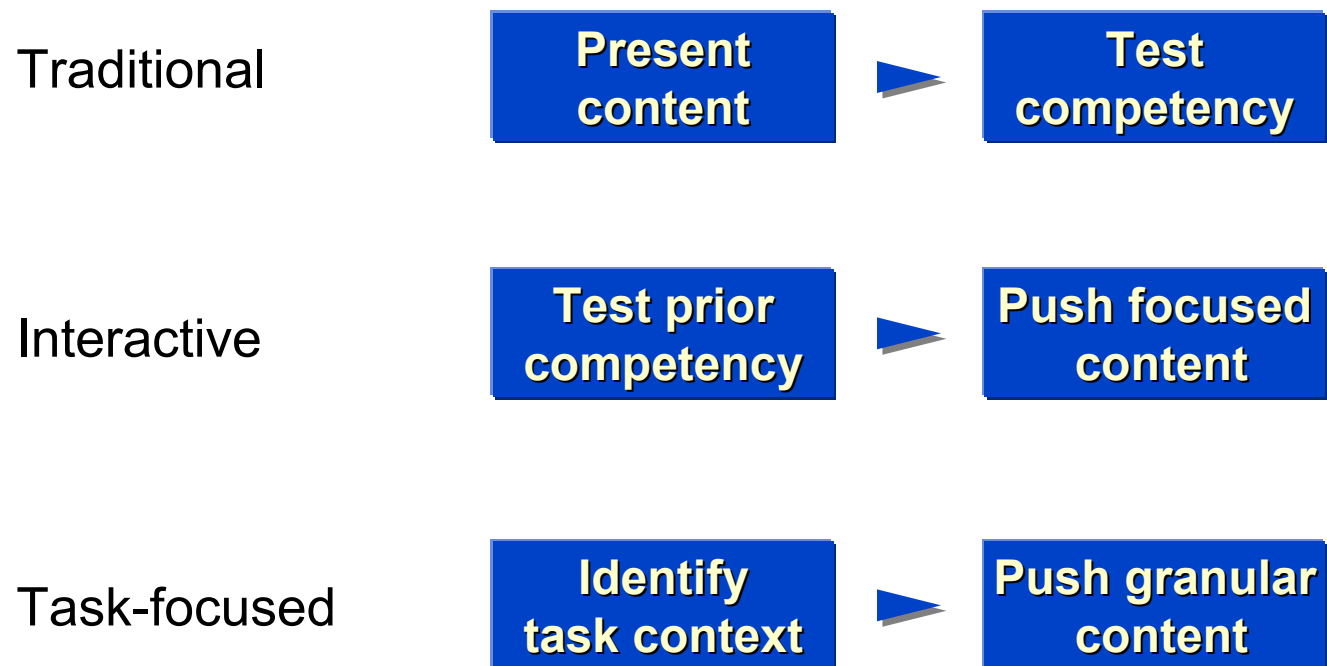 Traditional
Present
content
Test
competency
Interactive
Test prior
competency
Push focused
content
Task-focused
Identify
task context
Push granular
content